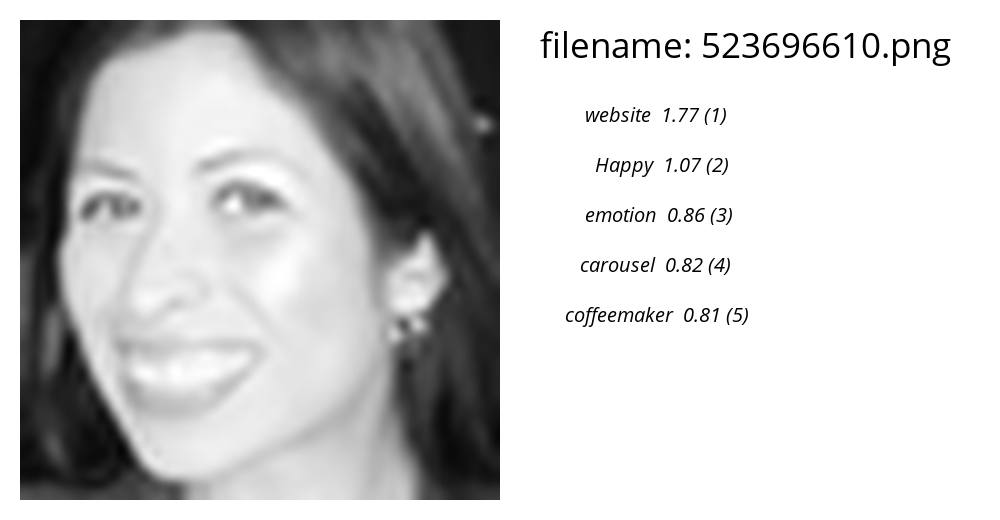 filename: 523696610.png
website 1.77 (1)
Happy 1.07 (2)
emotion 0.86 (3)
carousel 0.82 (4)
coffeemaker 0.81 (5)